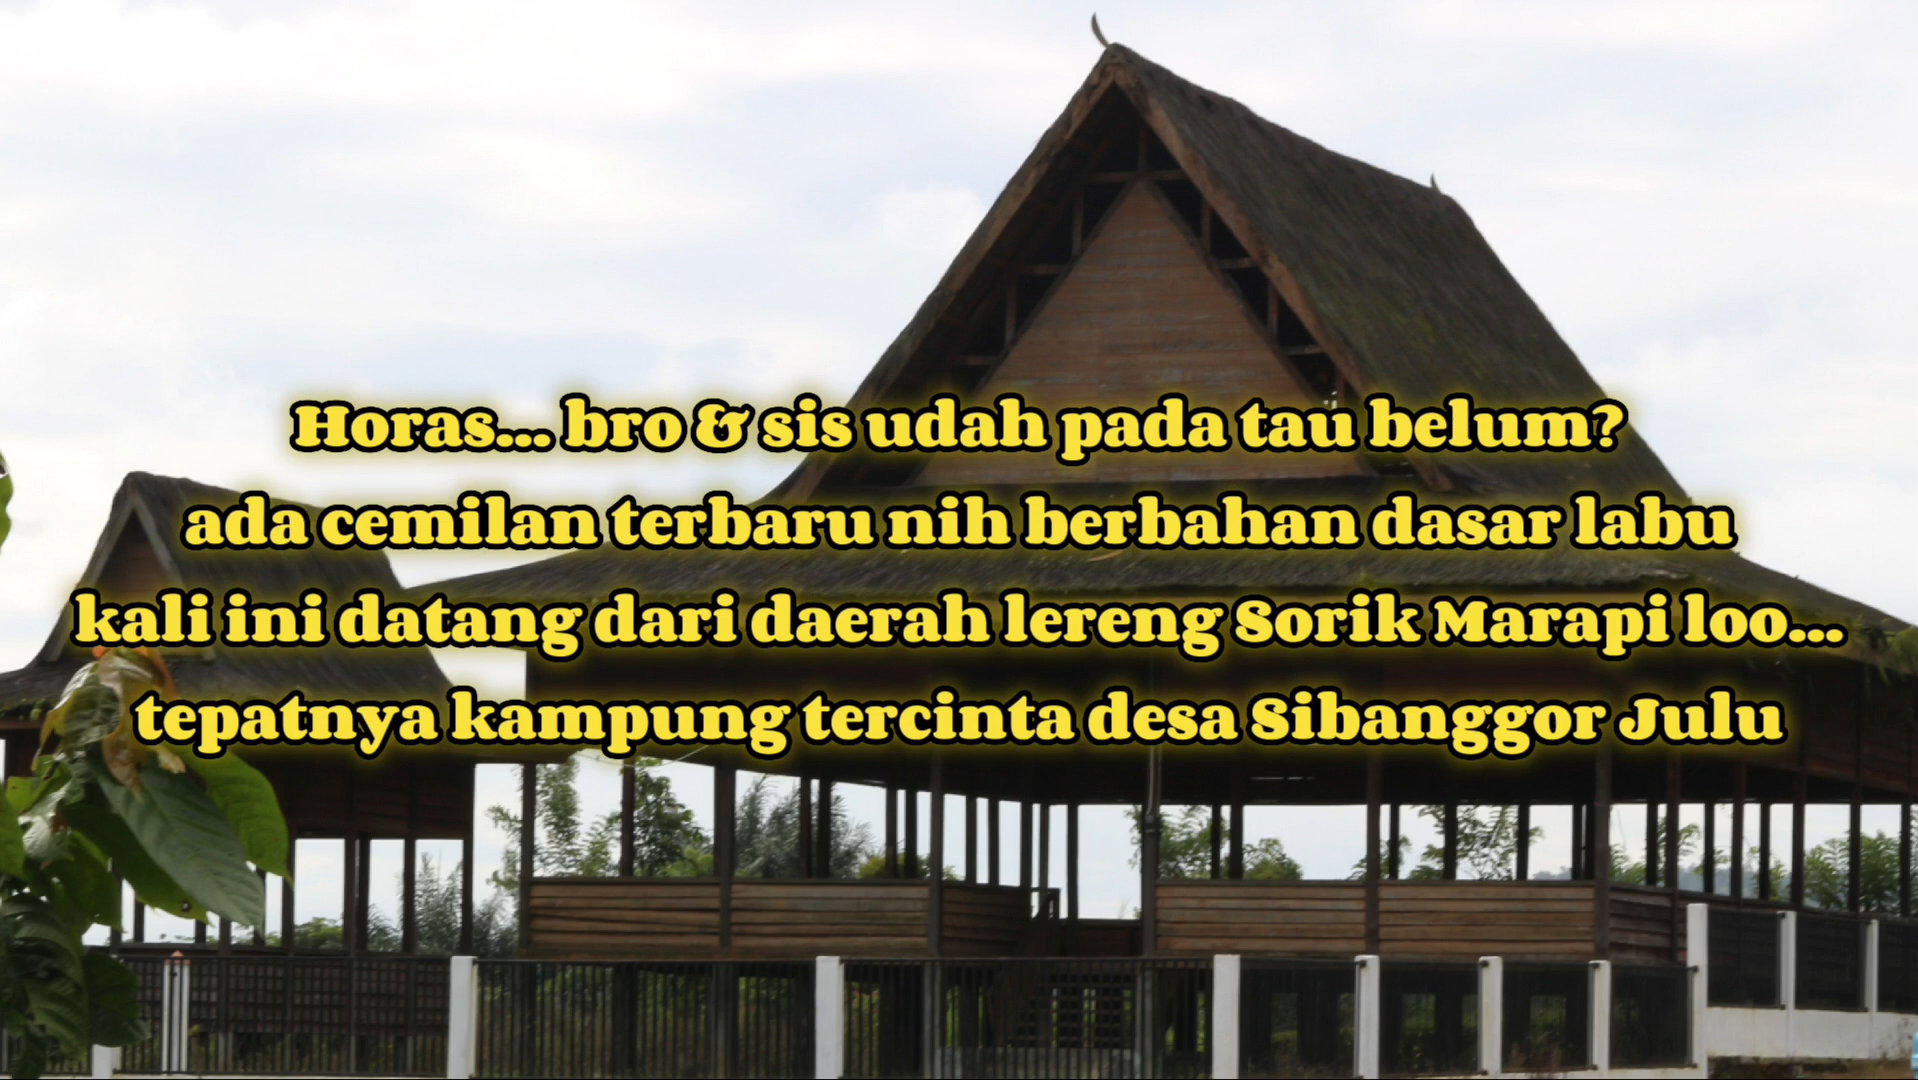 Horas... bro & sis udah pada tau belum?
ada cemilan terbaru nih berbahan dasar labu
kali ini datang dari daerah lereng Sorik Marapi loo...
tepatnya kampung tercinta desa Sibanggor Julu